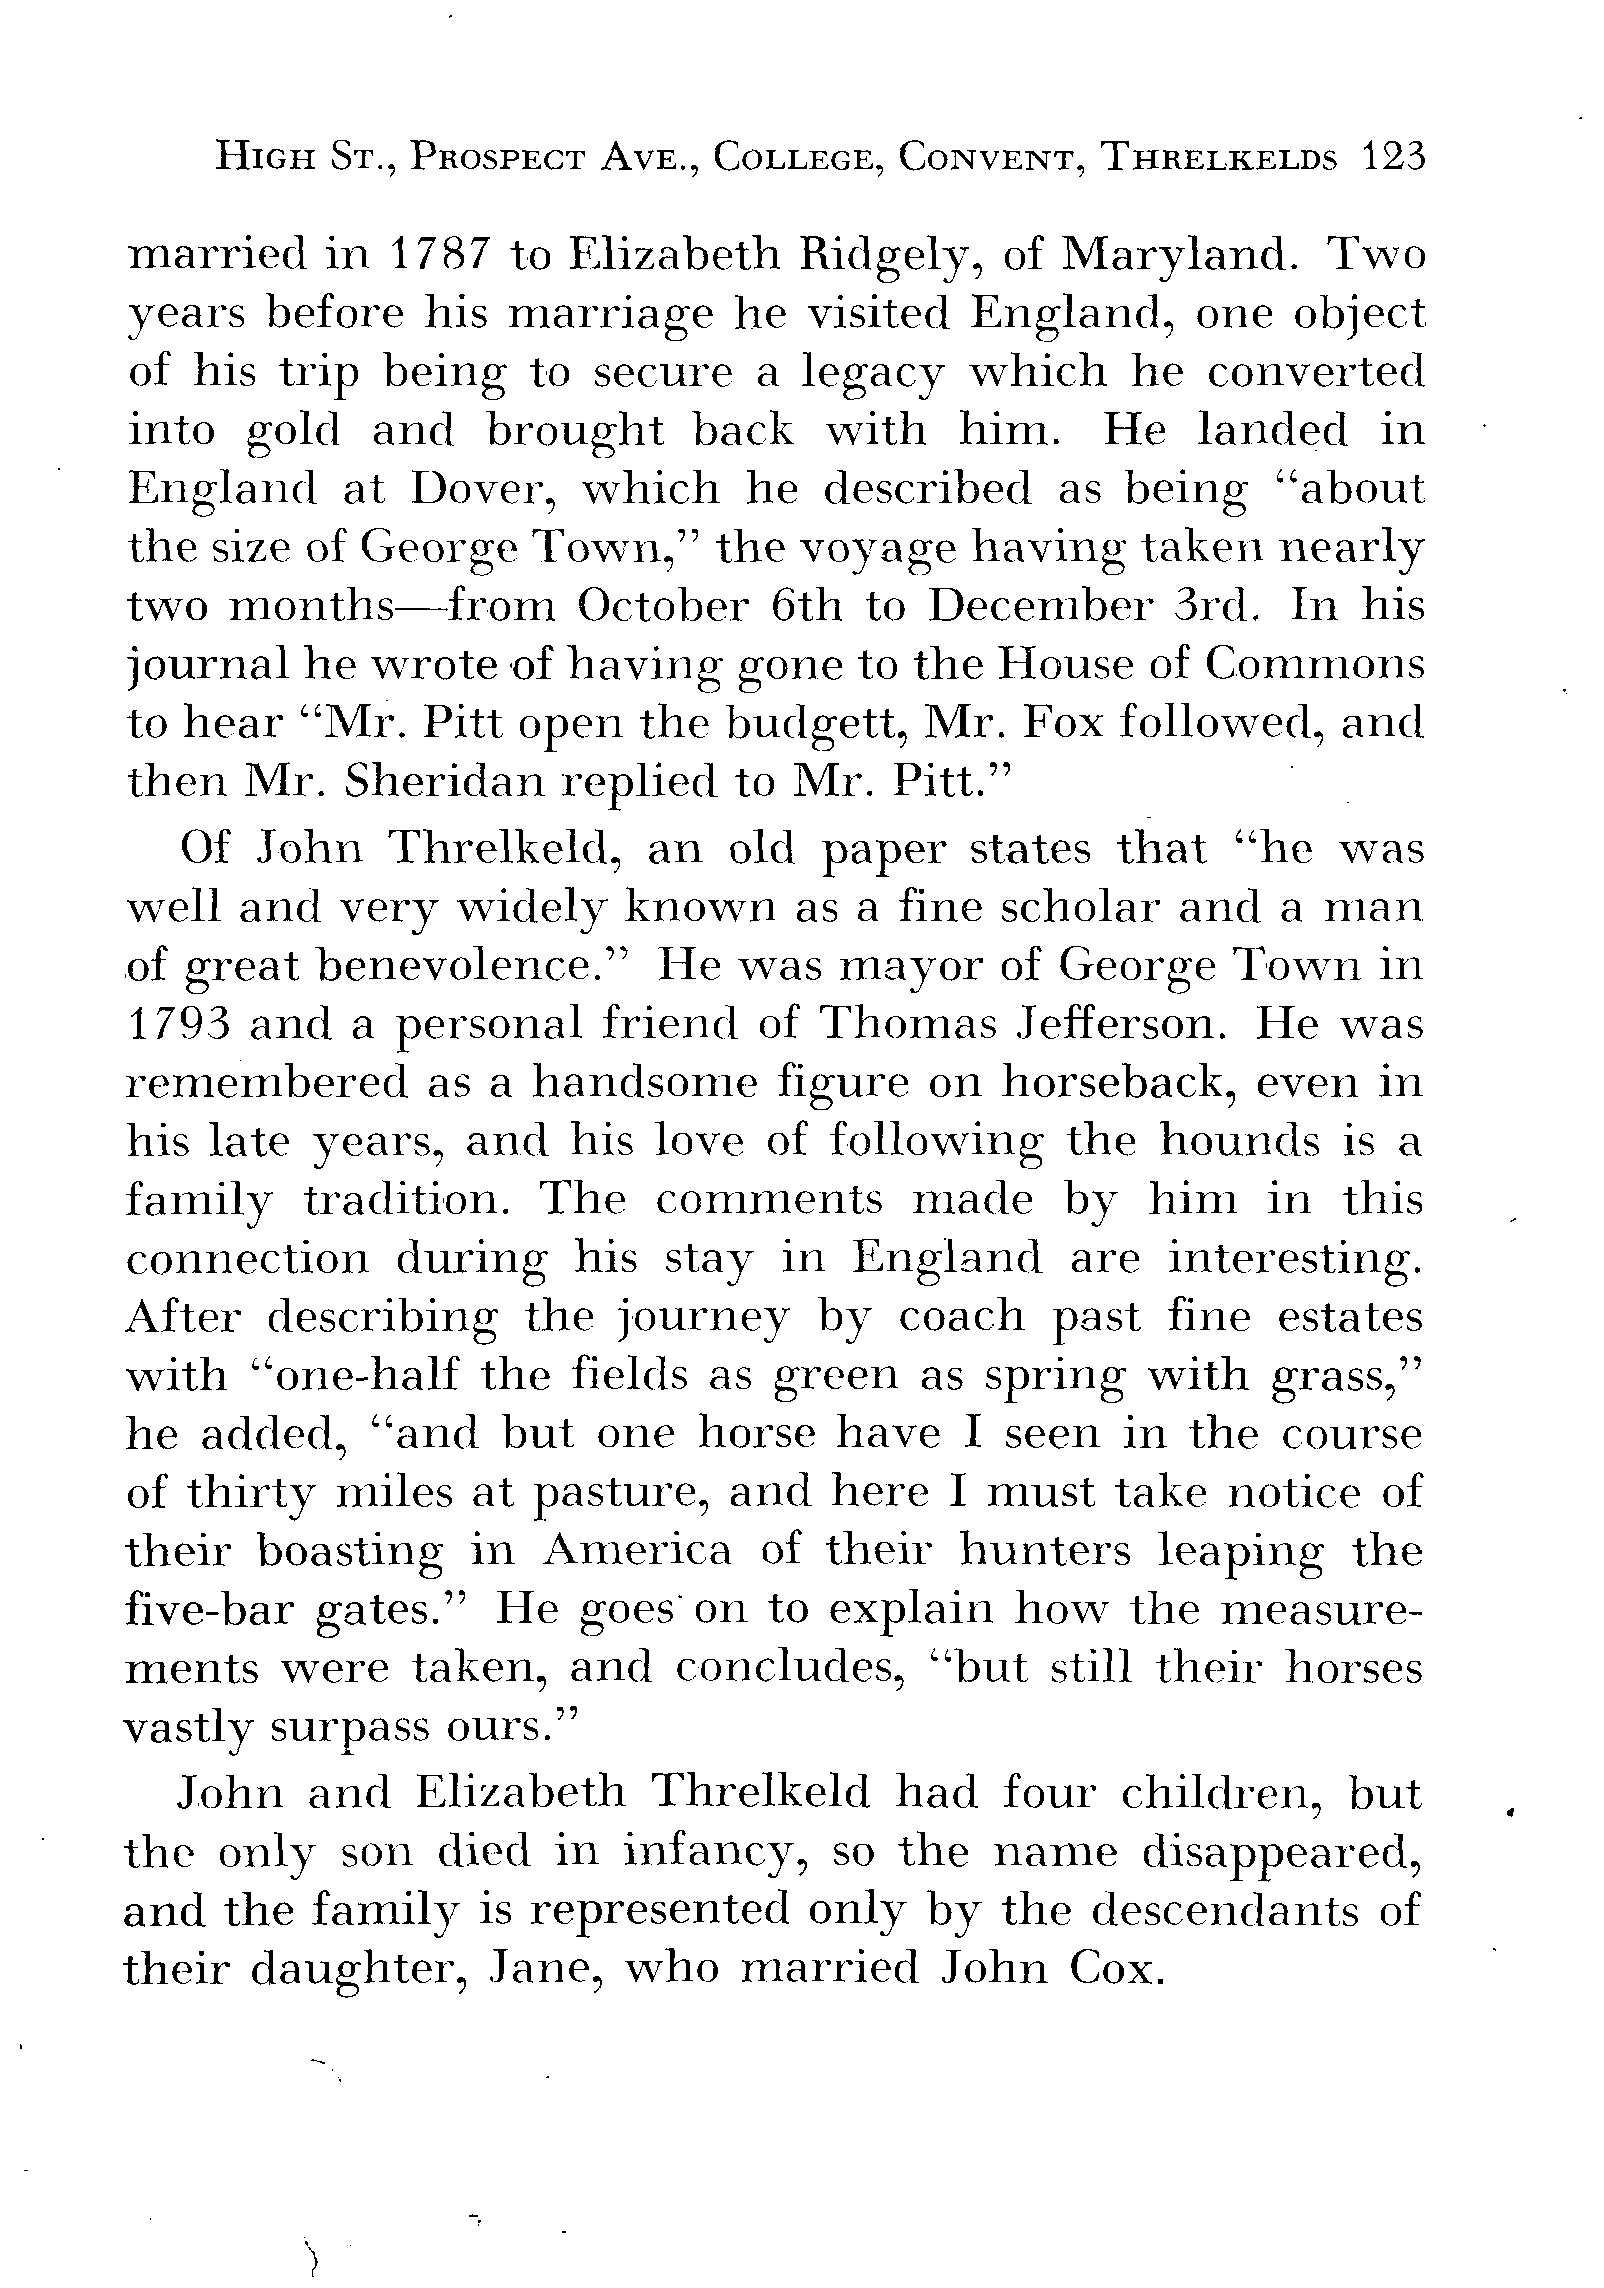 High St., Prospect Ave., College, Convent, Threlkelds 123
married in 1787 to Elizabeth Ridgely, of Maryland. Two
years before his marriage he visited England, one object
of his trip being to secure a legacy which he converted
into gold and brought back with him. He landed in
England at Dover, which he described as being “about
the size of George Town,” the voyage having taken nearly
two months—from October 6th to December 3rd. In his
journal he wrote of having gone to the House of Commons
to hear “Mr. Pitt open the budgett, Mr. Fox followed, and
then Mr. Sheridan replied to Mr. Pitt.”
Of John Threlkeld, an old paper states that “he was
well and very widely known as a fine scholar and a man
of great benevolence.” He was mayor of George Town in
1793 and a personal friend of Thomas Jefferson. He was
remembered as a handsome figure on horseback, even in
his late years, and his love of following the hounds is a
family tradition. The comments made by him in this
connection during his stay in England are interesting.
After describing the journey by coach past fine estates
with “one-half the fields as green as spring with grass,”
he added, “and but one horse have I seen in the course
of thirty miles at pasture, and here I must take notice of
their boasting in America of their hunters leaping the
five-bar gates.” He goes on to explain how the measure-
ments were taken, and concludes, “but still their horses
vastly surpass ours.”
John and Elizabeth Threlkeld had four children, but
the only son died in infancy, so the name disappeared,
and the family is represented only by the descendants of
their daughter, Jane, who married John Cox.